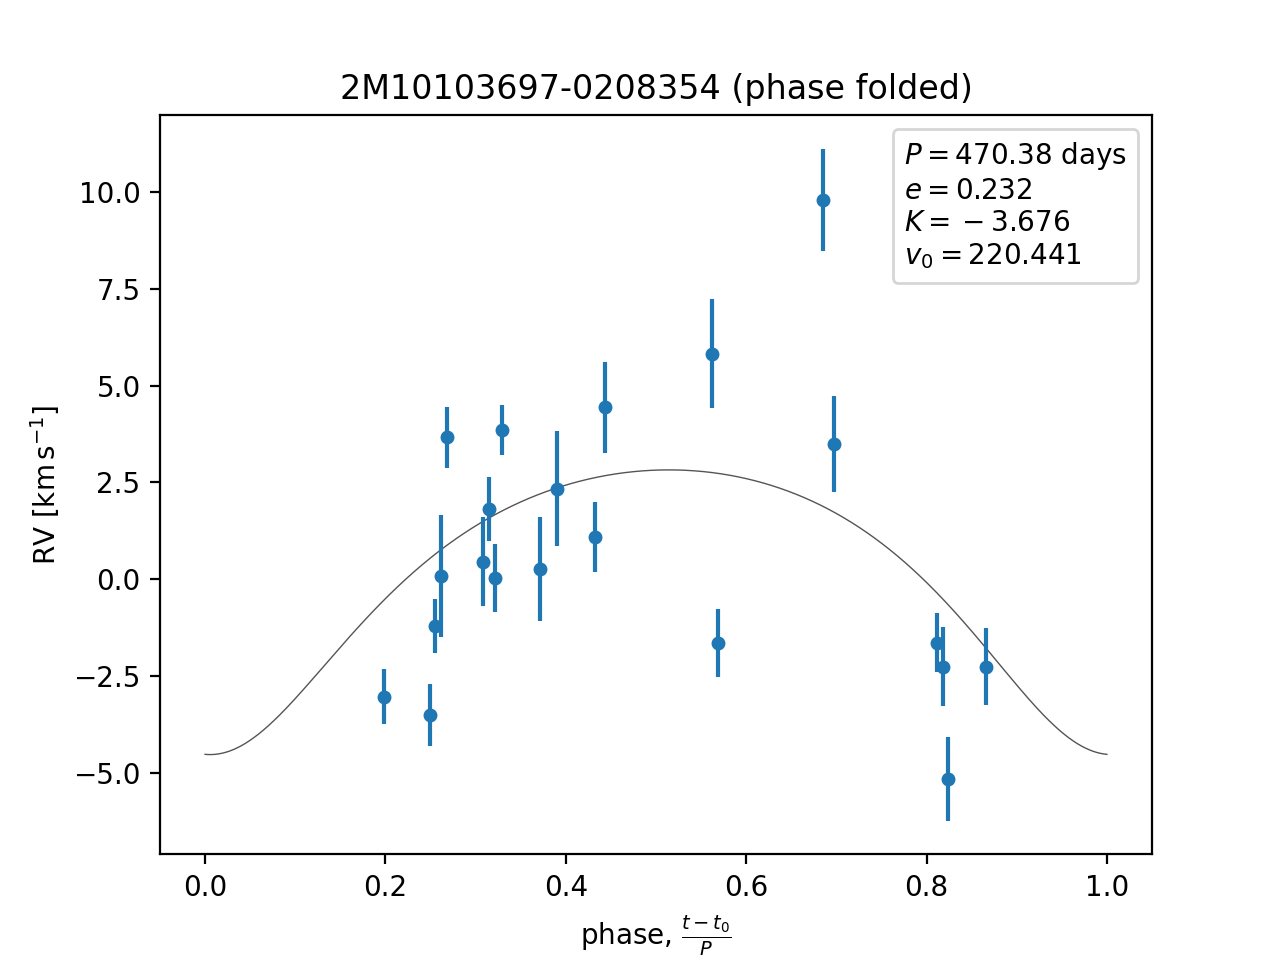 2M10103697-0208354 (phase folded)
P = 470.38 days
e = 0.232
K = −3.676
v₀ = 220.441
10.0
7.5
5.0
2.5
0.0
−2.5
−5.0
RV [km s⁻¹]
0.0 0.2 0.4 0.6 0.8 1.0
phase, (t − t₀)/P